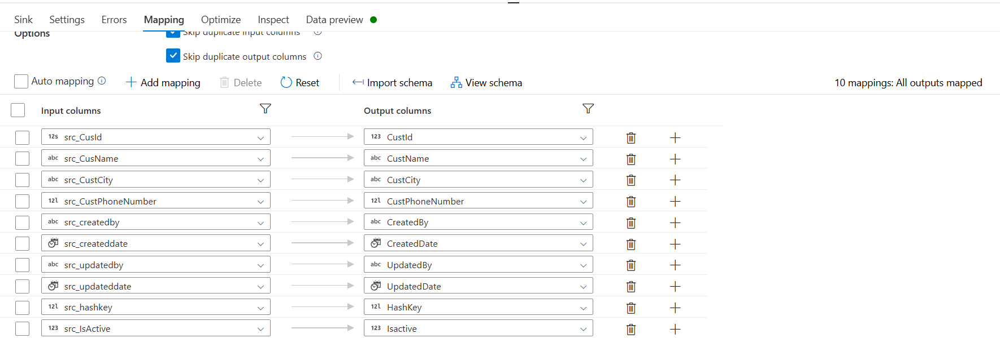 Sink Settings Errors Mapping Optimize Inspect Data preview
Options Skip duplicate input columns
Skip duplicate output columns
Auto mapping Add mapping Delete Reset Import schema View schema 10 mappings: All outputs mapped
Input columns Output columns
12s src_CusId 123 CustId
abc src_CusName abc CustName
abc src_CustCity abc CustCity
12l src_CustPhoneNumber 12l CustPhoneNumber
abc src_createdby abc CreatedBy
src_createddate CreatedDate
abc src_updatedby abc UpdatedBy
src_updateddate UpdatedDate
12l src_hashkey 12l HashKey
123 src_IsActive 123 Isactive